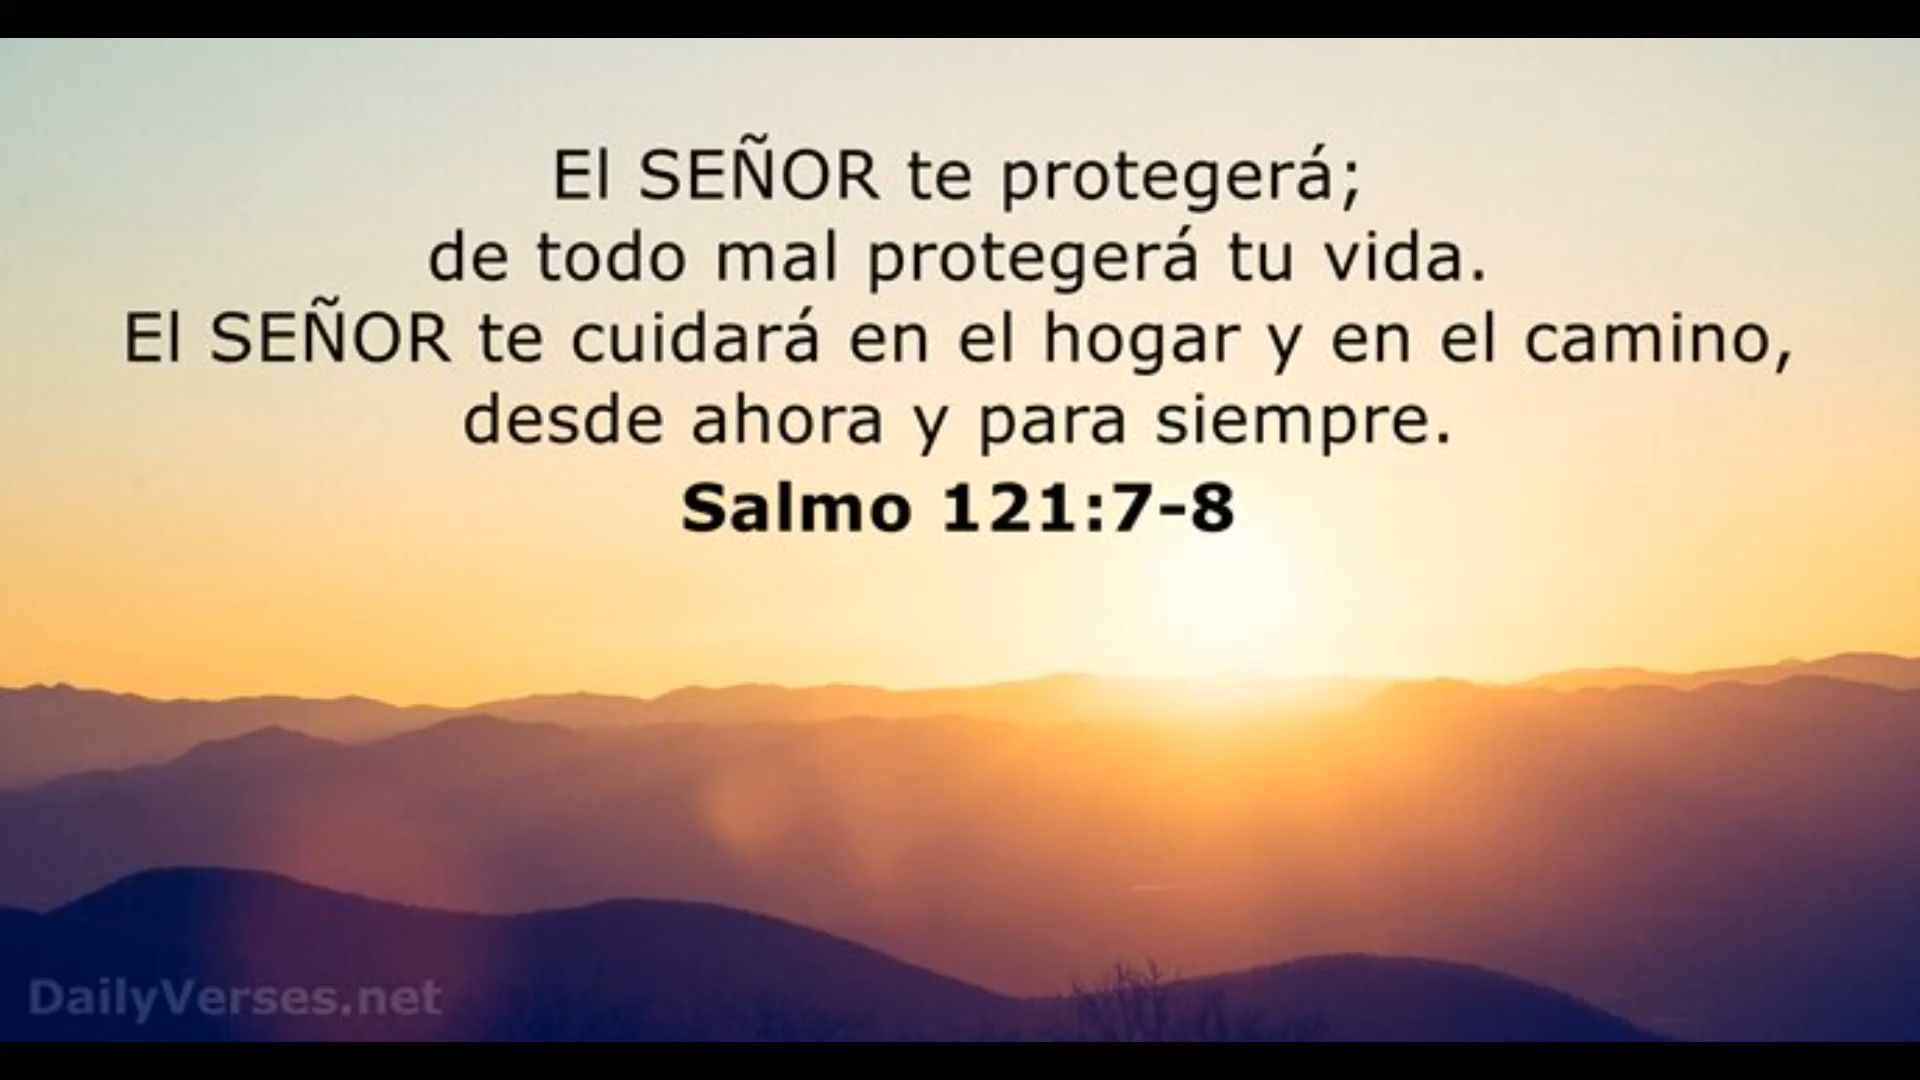 El SEÑOR te protegerá;
de todo mal protegerá tu vida.
El SEÑOR te cuidará en el hogar y en el camino,
desde ahora y para siempre.
Salmo 121:7-8
DailyVerses.net